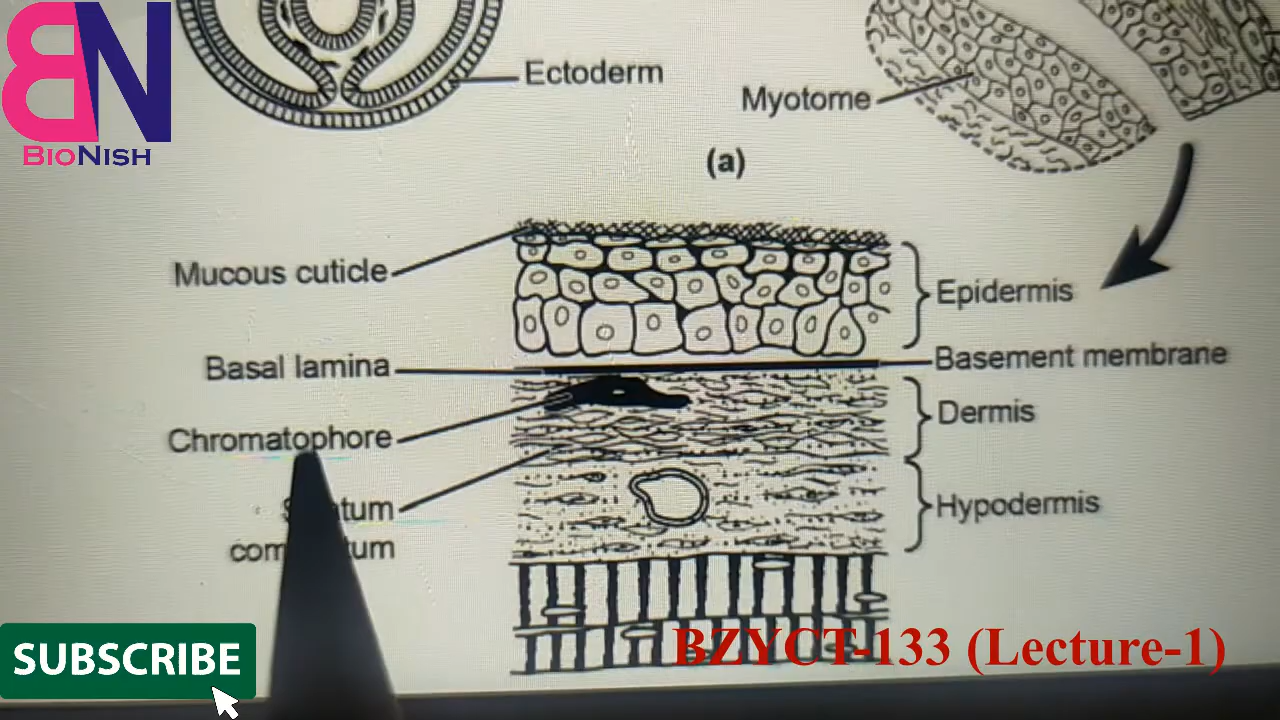 BN
BIONISH
Ectoderm
Myotome
(a)
Mucous cuticle
Epidermis
Basal lamina
Basement membrane
Chromatophore
Dermis
Hypodermis
SUBSCRIBE
BZYCT-133 (Lecture-1)